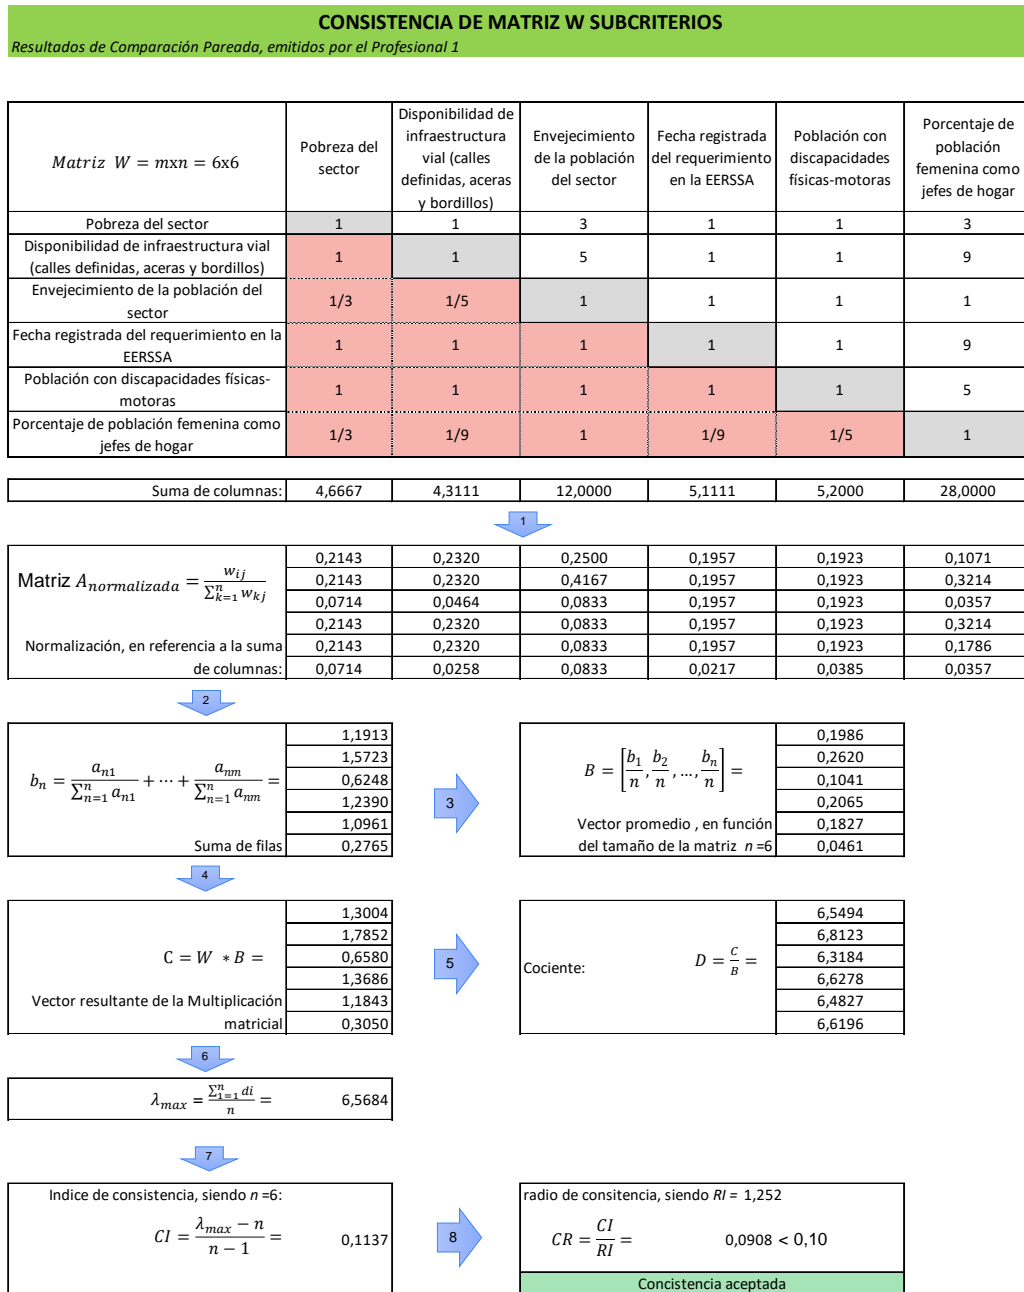 CONSISTENCIA DE MATRIZ W SUBCRITERIOS
Resultados de Comparación Pareada, emitidos por el Profesional 1
Matriz W = mxn = 6x6
Pobreza del sector
Disponibilidad de infraestructura vial (calles definidas, aceras y bordillos)
Envejecimiento de la población del sector
Fecha registrada del requerimiento en la EERSSA
Población con discapacidades físicas-motoras
Porcentaje de población femenina como jefes de hogar
Pobreza del sector 1 1 3 1 1 3
Disponibilidad de infraestructura vial (calles definidas, aceras y bordillos) 1 1 5 1 1 9
Envejecimiento de la población del sector 1/3 1/5 1 1 1 1
Fecha registrada del requerimiento en la EERSSA 1 1 1 1 1 9
Población con discapacidades físicas-motoras 1 1 1 1 1 5
Porcentaje de población femenina como jefes de hogar 1/3 1/9 1 1/9 1/5 1
Suma de columnas: 4,6667 4,3111 12,0000 5,1111 5,2000 28,0000
1
Matriz A_normalizada = w_ij / ∑_{k=1}^{n} w_kj
Normalización, en referencia a la suma de columnas:
0,2143 0,2320 0,2500 0,1957 0,1923 0,1071
0,2143 0,2320 0,4167 0,1957 0,1923 0,3214
0,0714 0,0464 0,0833 0,1957 0,1923 0,0357
0,2143 0,2320 0,0833 0,1957 0,1923 0,3214
0,2143 0,2320 0,0833 0,1957 0,1923 0,1786
0,0714 0,0258 0,0833 0,0217 0,0385 0,0357
2
b_n = a_n1 / ∑_{n=1}^{n} a_n1 + ⋯ + a_nm / ∑_{n=1}^{n} a_nm =
Suma de filas
1,1913
1,5723
0,6248
1,2390
1,0961
0,2765
3
B = [b_1/n, b_2/n, …, b_n/n] =
Vector promedio , en función
del tamaño de la matriz n =6
0,1986
0,2620
0,1041
0,2065
0,1827
0,0461
4
C = W * B =
Vector resultante de la Multiplicación
matricial
1,3004
1,7852
0,6580
1,3686
1,1843
0,3050
5
Cociente: D = C/B =
6,5494
6,8123
6,3184
6,6278
6,4827
6,6196
6
λ_max = ∑_{1=1}^{n} di / n = 6,5684
7
Indice de consistencia, siendo n =6:
CI = (λ_max − n) / (n − 1) = 0,1137
8
radio de consitencia, siendo RI = 1,252
CR = CI/RI = 0,0908 < 0,10
Concistencia aceptada